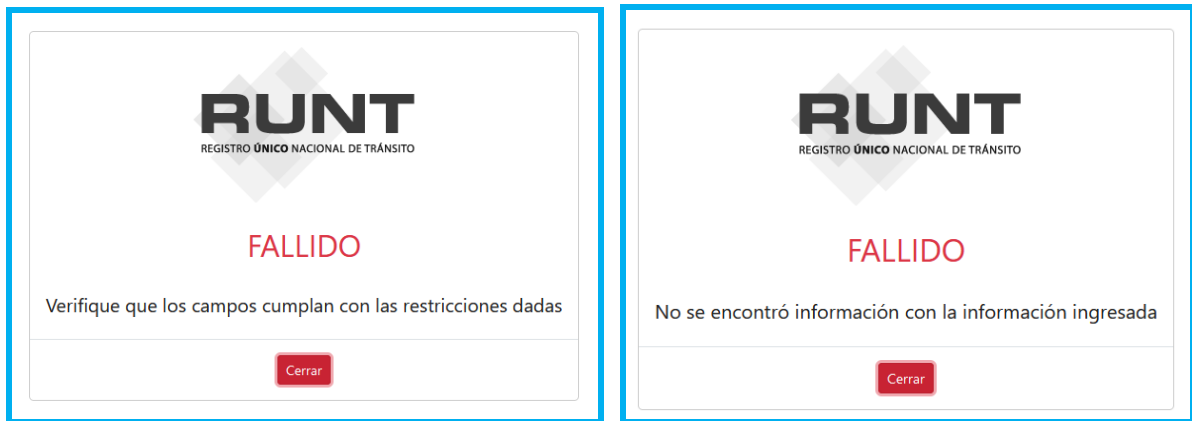 RUNT
REGISTRO ÚNICO NACIONAL DE TRÁNSITO
FALLIDO
Verifique que los campos cumplan con las restricciones dadas
Cerrar
RUNT
REGISTRO ÚNICO NACIONAL DE TRÁNSITO
FALLIDO
No se encontró información con la información ingresada
Cerrar